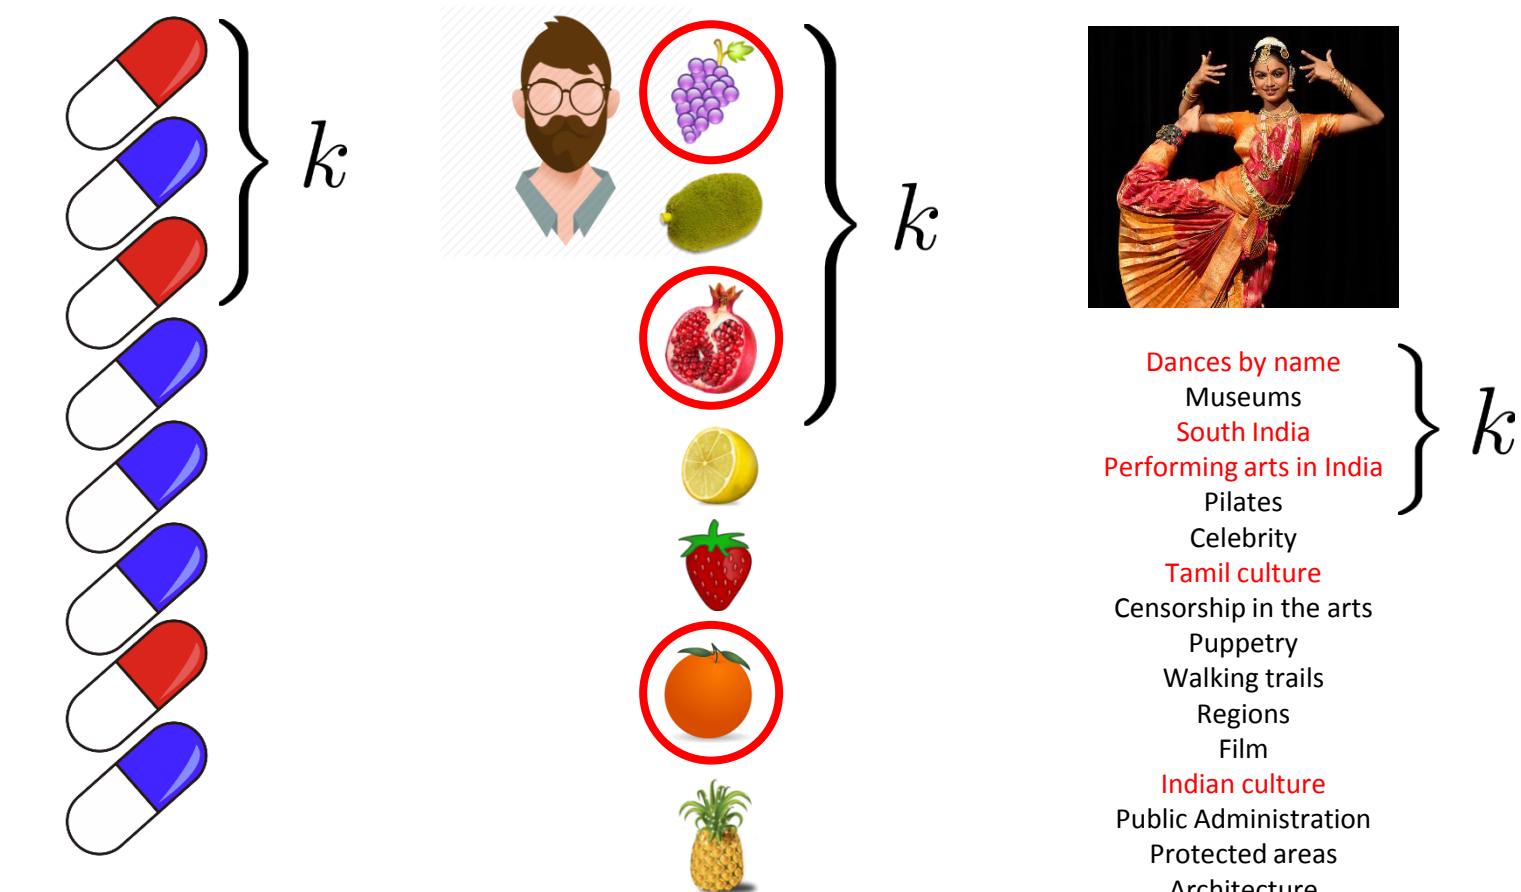 k
k
Dances by name
Museums
South India
Performing arts in India
k
Pilates
Celebrity
Tamil culture
Censorship in the arts
Puppetry
Walking trails
Regions
Film
Indian culture
Public Administration
Protected areas
Architecture